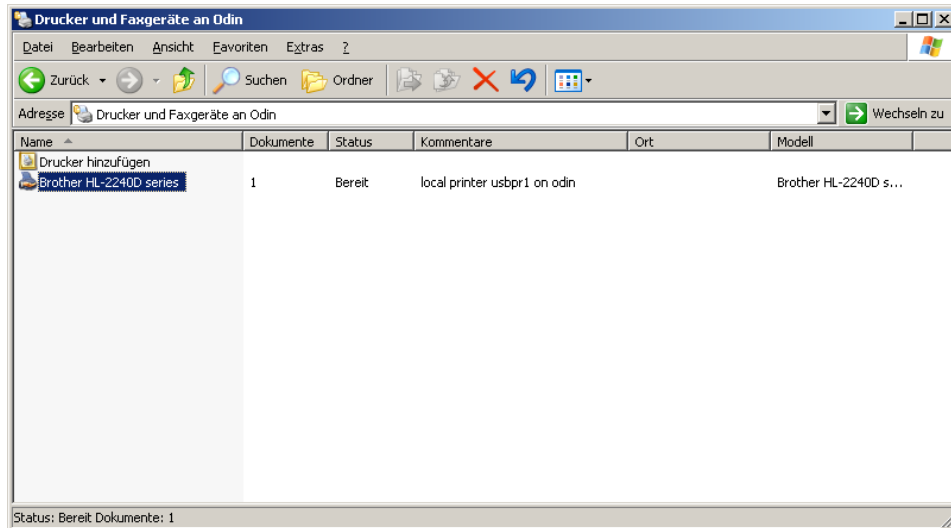 Drucker und Faxgeräte an Odin
Datei Bearbeiten Ansicht Favoriten Extras ?
Zurück Suchen Ordner
Adresse Drucker und Faxgeräte an Odin Wechseln zu
Name Dokumente Status Kommentare Ort Modell
Drucker hinzufügen
Brother HL-2240D series 1 Bereit local printer usbpr1 on odin Brother HL-2240D s...
Status: Bereit Dokumente: 1